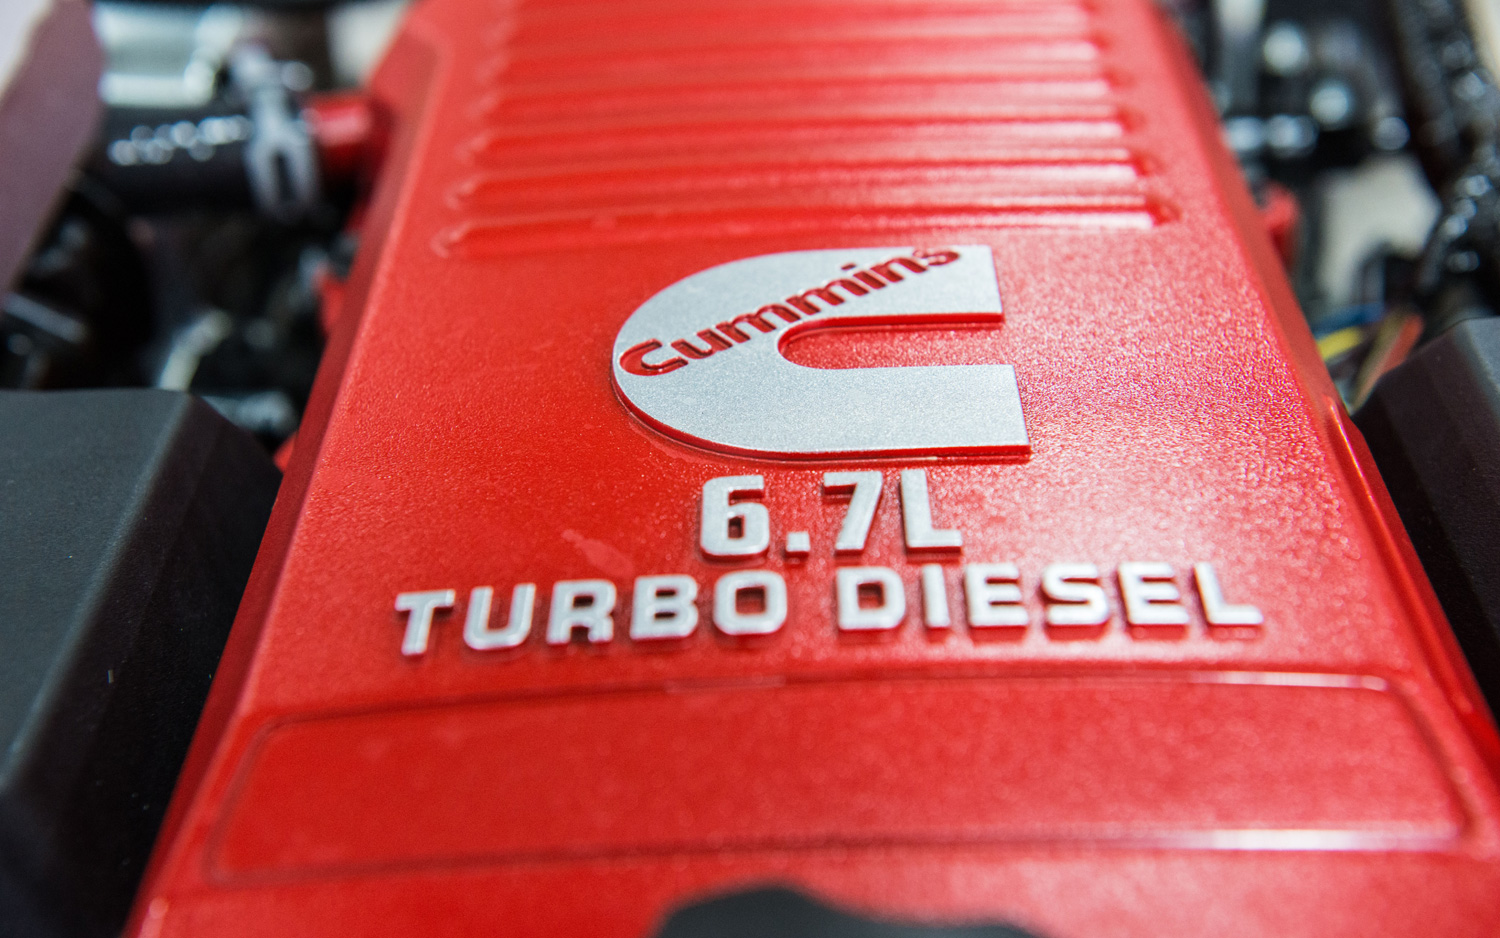 Cummins
6.7L
TURBO DIESEL